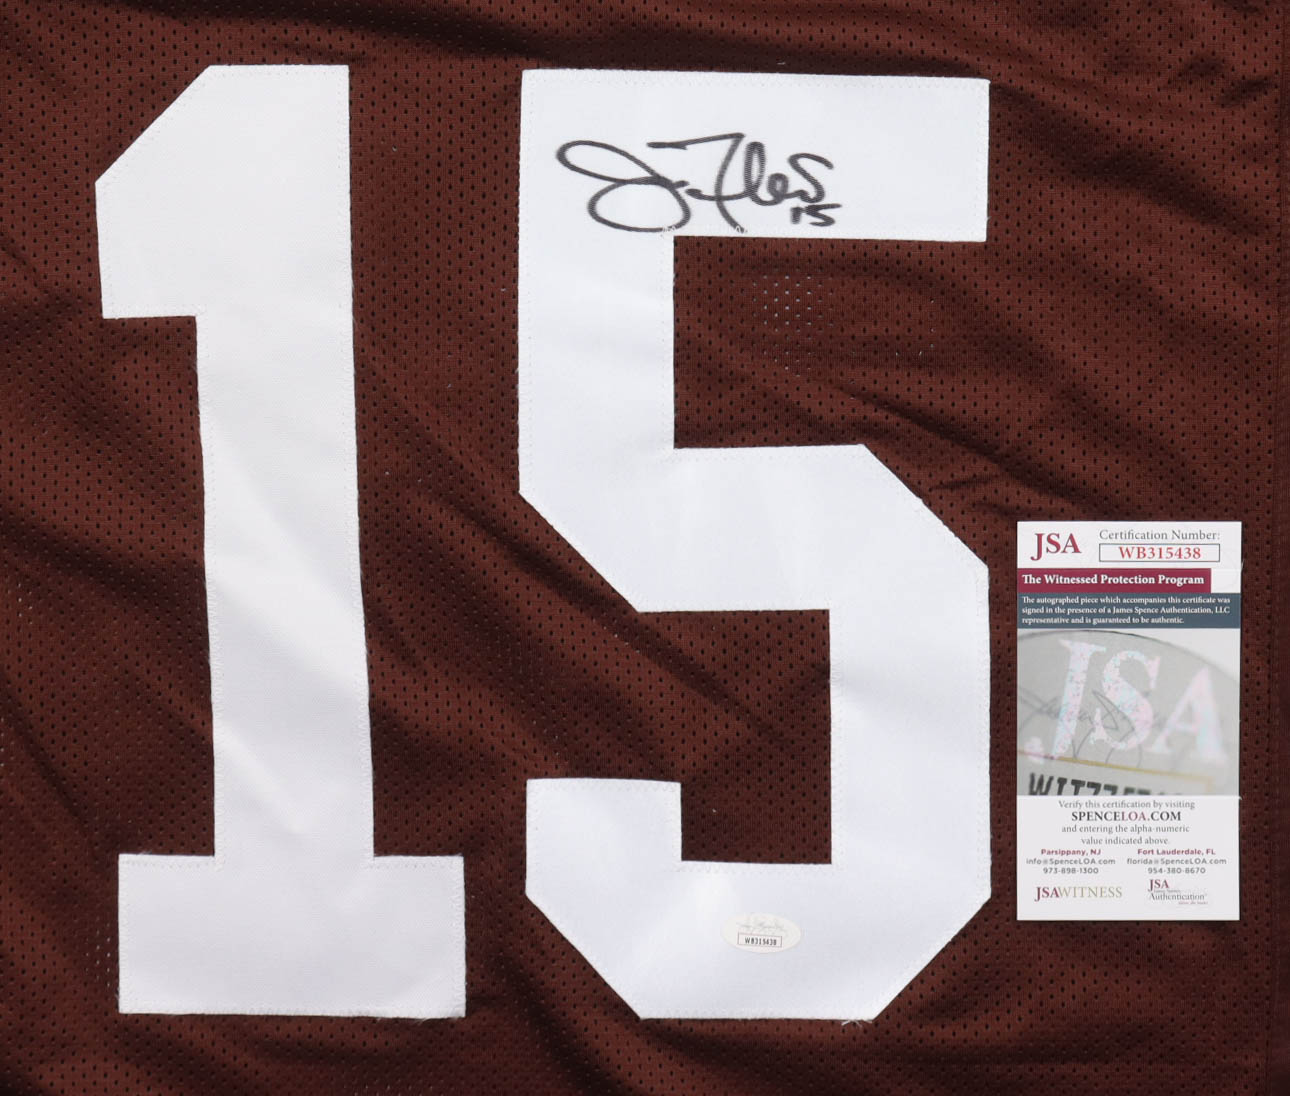 15
15
JSA
Certification Number:
WB315438
The Witnessed Protection Program
The autographed piece which accompanies this certificate was
signed in the presence of a James Spence Authentication, LLC
representative and is guaranteed to be authentic.
JSA
Verify this certification by visiting
SPENCELOA.COM
and entering the alpha-numeric
value indicated above.
Parsippany, NJ
info@SpenceLOA.com
973-898-1300
Fort Lauderdale, FL
florida@SpenceLOA.com
954-380-8670
JSAWITNESS
JSA
Authentication
WB315438